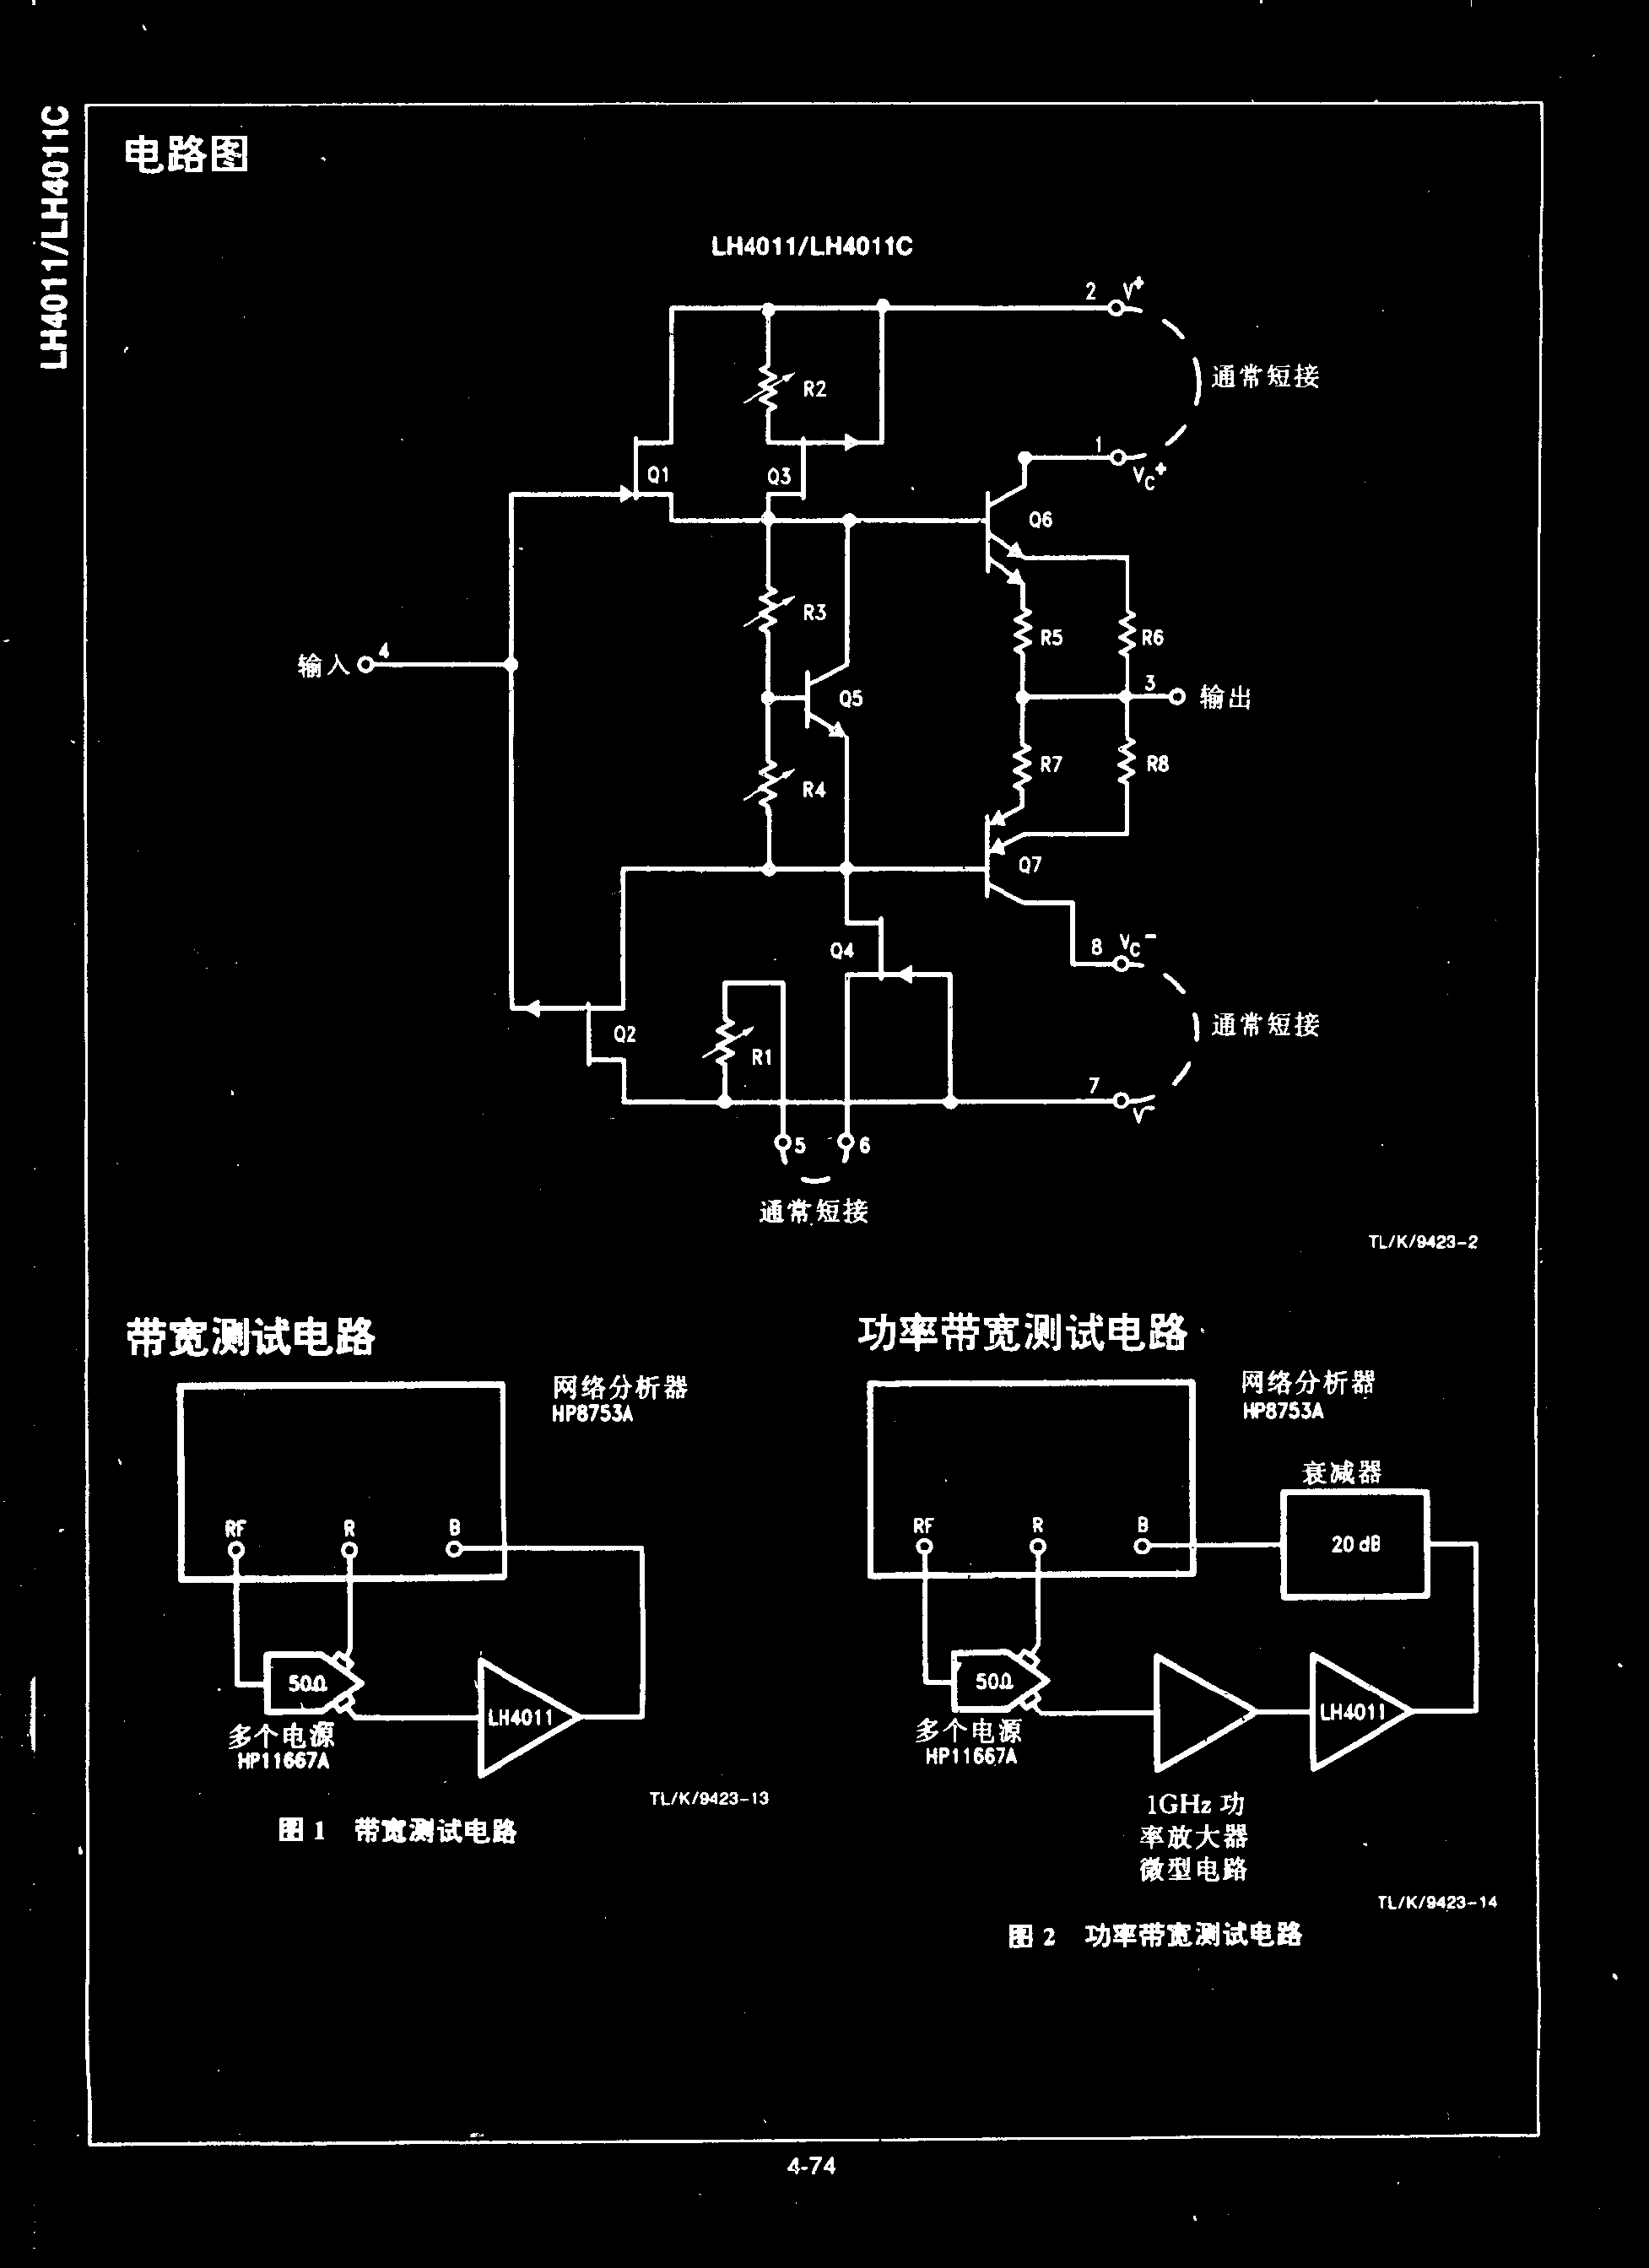 LH4011/LH4011C
电路图
LH4011/LH4011C
2 V+
R2
通常短接
1
VC+
Q1
Q3
Q6
R3
R5
R6
输入 4
3 输出
Q5
R4
R7
R8
Q7
Q4
8 VC−
Q2
R1
通常短接
7
V−
5
6
通常短接
TL/K/9423-2
带宽测试电路
网络分析器
HP8753A
RF
R
B
50Ω
LH4011
多个电源
HP11667A
TL/K/9423-13
图 1 带宽测试电路
功率带宽测试电路
网络分析器
HP8753A
衰减器
RF
R
B
20 dB
50Ω
LH4011
多个电源
HP11667A
1GHz 功
率放大器
微型电路
TL/K/9423-14
图 2 功率带宽测试电路
4-74